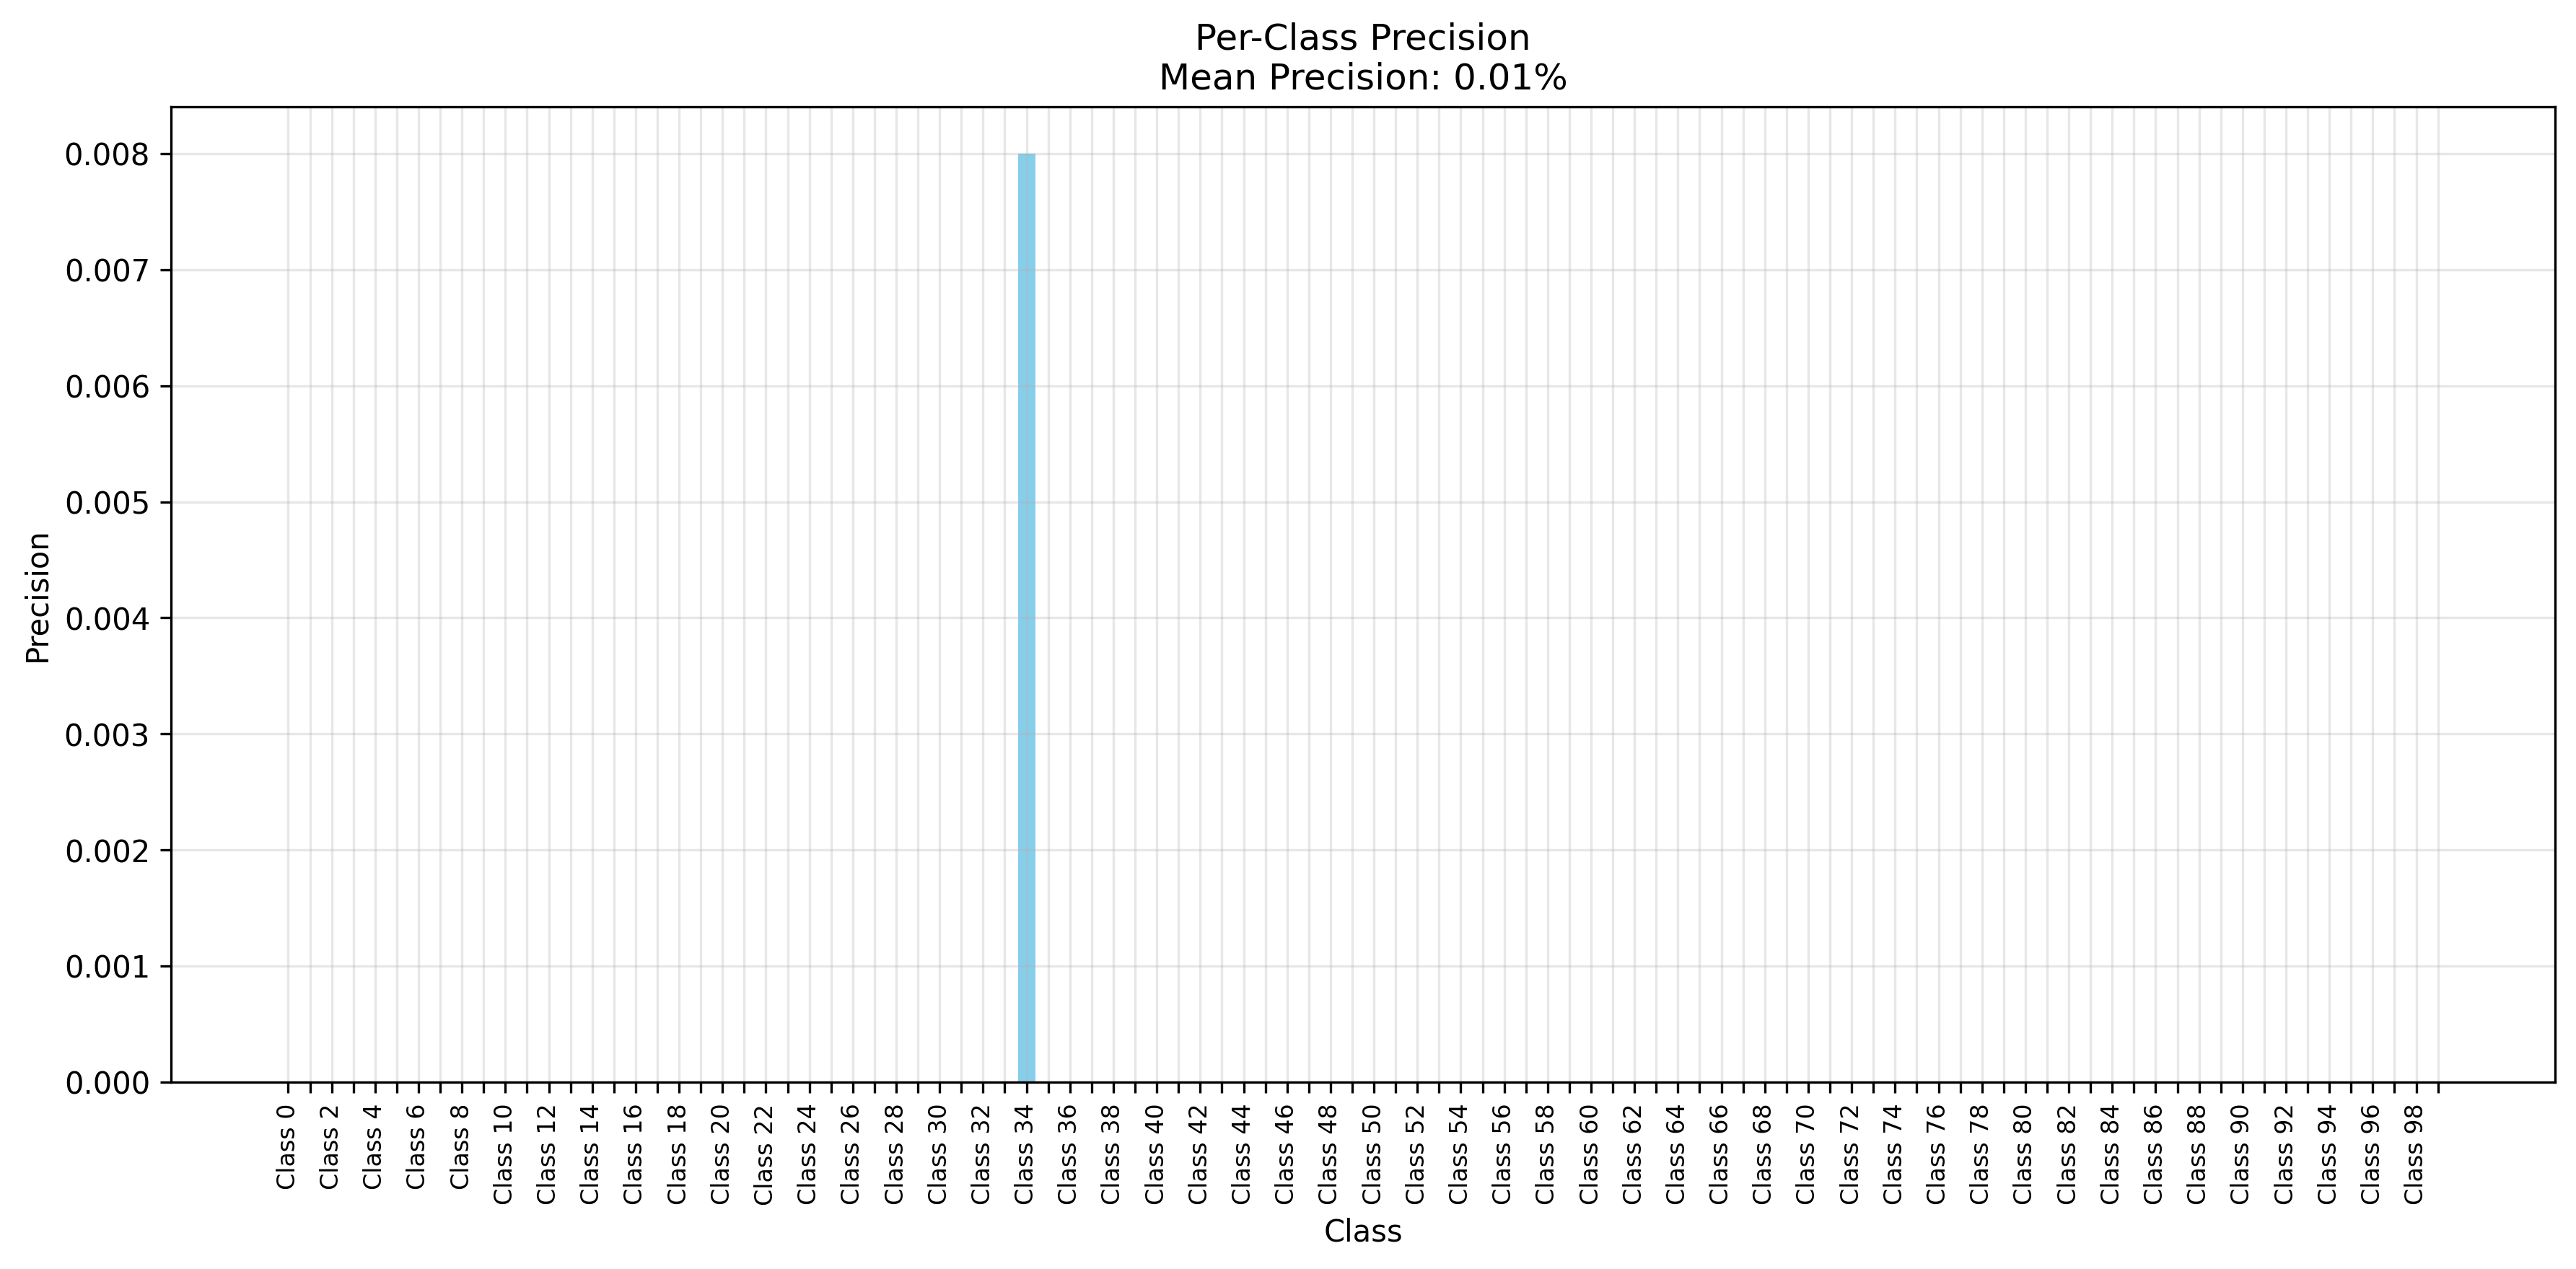 Per-Class Precision
Mean Precision: 0.01%
Precision
0.008
0.007
0.006
0.005
0.004
0.003
0.002
0.001
0.000
Class 0
Class 2
Class 4
Class 6
Class 8
Class 10
Class 12
Class 14
Class 16
Class 18
Class 20
Class 22
Class 24
Class 26
Class 28
Class 30
Class 32
Class 34
Class 36
Class 38
Class 40
Class 42
Class 44
Class 46
Class 48
Class 50
Class 52
Class 54
Class 56
Class 58
Class 60
Class 62
Class 64
Class 66
Class 68
Class 70
Class 72
Class 74
Class 76
Class 78
Class 80
Class 82
Class 84
Class 86
Class 88
Class 90
Class 92
Class 94
Class 96
Class 98
Class